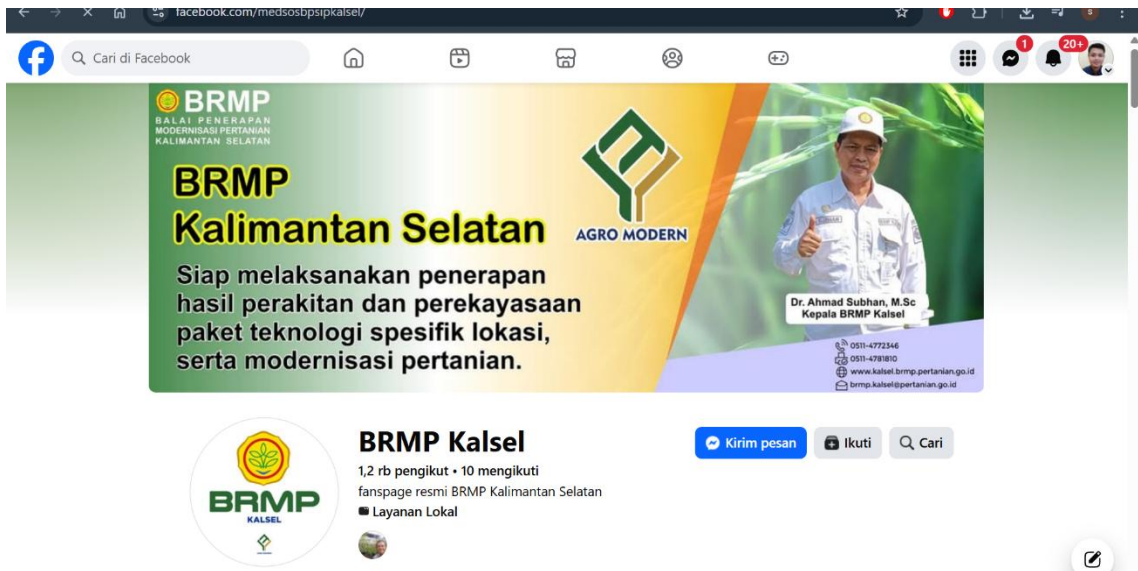 facebook.com/medsosbpsipkalsel/
Cari di Facebook
1
20+
BRMP
BALAI PENERAPAN
MODERNISASI PERTANIAN
KALIMANTAN SELATAN
BRMP
Kalimantan Selatan
Siap melaksanakan penerapan
hasil perakitan dan perekayasaan
paket teknologi spesifik lokasi,
serta modernisasi pertanian.
AGRO MODERN
Dr. Ahmad Subhan, M.Sc
Kepala BRMP Kalsel
0511-4772346
0511-4781810
www.kalsel.brmp.pertanian.go.id
brmp.kalsel@pertanian.go.id
BRMP
KALSEL
BRMP Kalsel
1,2 rb pengikut • 10 mengikuti
fanspage resmi BRMP Kalimantan Selatan
Layanan Lokal
Kirim pesan
Ikuti
Cari